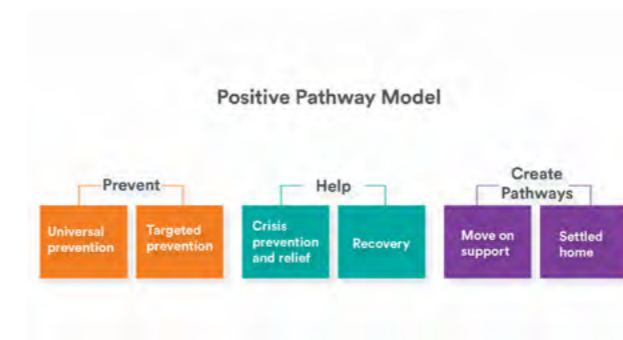 Positive Pathway Model
Prevent
Help
Create
Pathways
Universal
prevention
Targeted
prevention
Crisis
prevention
and relief
Recovery
Move on
support
Settled
home